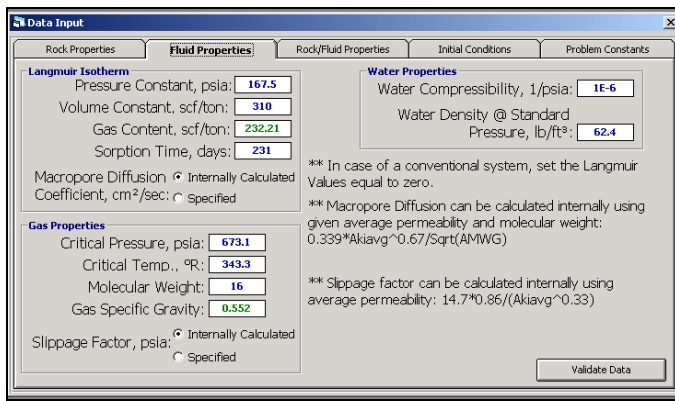 Data Input
Rock Properties
Fluid Properties
Rock/Fluid Properties
Initial Conditions
Problem Constants
Langmuir Isotherm
Pressure Constant, psia: 167.5
Volume Constant, scf/ton: 310
Gas Content, scf/ton: 232.21
Sorption Time, days: 231
Macropore Diffusion
Coefficient, cm²/sec:
Internally Calculated
Specified
Gas Properties
Critical Pressure, psia: 673.1
Critical Temp., ºR: 343.3
Molecular Weight: 16
Gas Specific Gravity: 0.552
Slippage Factor, psia:
Internally Calculated
Specified
Water Properties
Water Compressibility, 1/psia: 1E-6
Water Density @ Standard
Pressure, lb/ft³: 62.4
** In case of a conventional system, set the Langmuir
Values equal to zero.
** Macropore Diffusion can be calculated internally using
given average permeability and molecular weight:
0.339*Akiavg^0.67/Sqrt(AMWG)
** Slippage factor can be calculated internally using
average permeability: 14.7*0.86/(Akiavg^0.33)
Validate Data